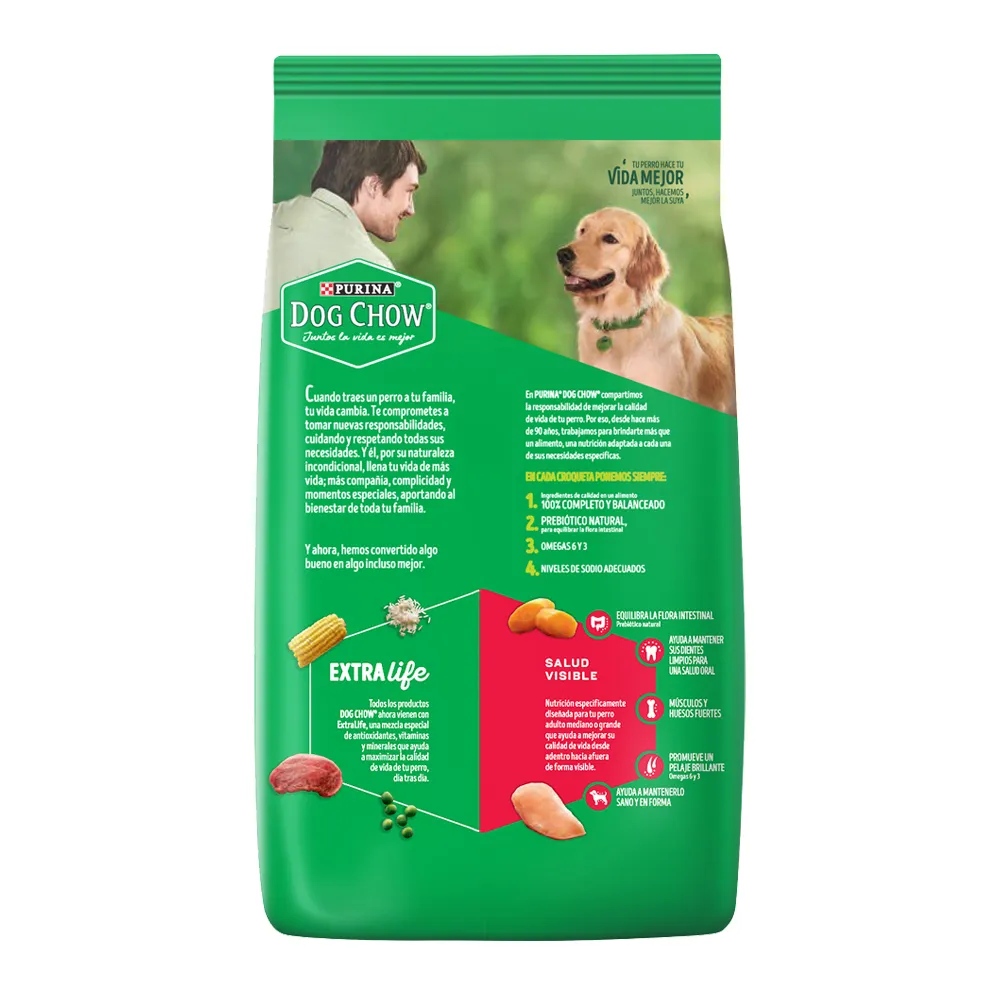 ‘ TU PERRO HACE TU
VIDA MEJOR
JUNTOS, HACEMOS
MEJOR LA SUYA ’
PURINA®
DOG CHOW®
Juntos la vida es mejor
Cuando traes un perro a tu familia,
tu vida cambia. Te comprometes a
tomar nuevas responsabilidades,
cuidando y respetando todas sus
necesidades. Y él, por su naturaleza
incondicional, llena tu vida de más
vida; más compañia, complicidad y
momentos especiales, aportando al
bienestar de toda tu familia.
Y ahora, hemos convertido algo
bueno en algo incluso mejor.
En PURINA® DOG CHOW® compartimos
la responsabilidad de mejorar la calidad
de vida de tu perro. Por eso, desde hace más
de 90 años, trabajamos para brindarte más que
un alimento, una nutrición adaptada a cada una
de sus necesidades específicas.
EN CADA CROQUETA PONEMOS SIEMPRE:
1. Ingredientes de calidad en un alimento
100% COMPLETO Y BALANCEADO
2. PREBIÓTICO NATURAL,
para equilibrar la flora intestinal
3. OMEGAS 6 Y 3
4. NIVELES DE SODIO ADECUADOS
EXTRA life
Todos los productos
DOG CHOW® ahora vienen con
ExtraLife, una mezcla especial
de antioxidantes, vitaminas
y minerales que ayuda
a maximizar la calidad
de vida de tu perro,
día tras día.
SALUD
VISIBLE
Nutrición específicamente
diseñada para tu perro
adulto mediano o grande
que ayuda a mejorar su
calidad de vida desde
adentro hacia afuera
de forma visible.
EQUILIBRA LA FLORA INTESTINAL
Prebiótico natural
AYUDA A MANTENER
SUS DIENTES
LIMPIOS PARA
UNA SALUD ORAL
MÚSCULOS Y
HUESOS FUERTES
PROMUEVE UN
PELAJE BRILLANTE
Omegas 6 y 3
AYUDA A MANTENERLO
SANO Y EN FORMA